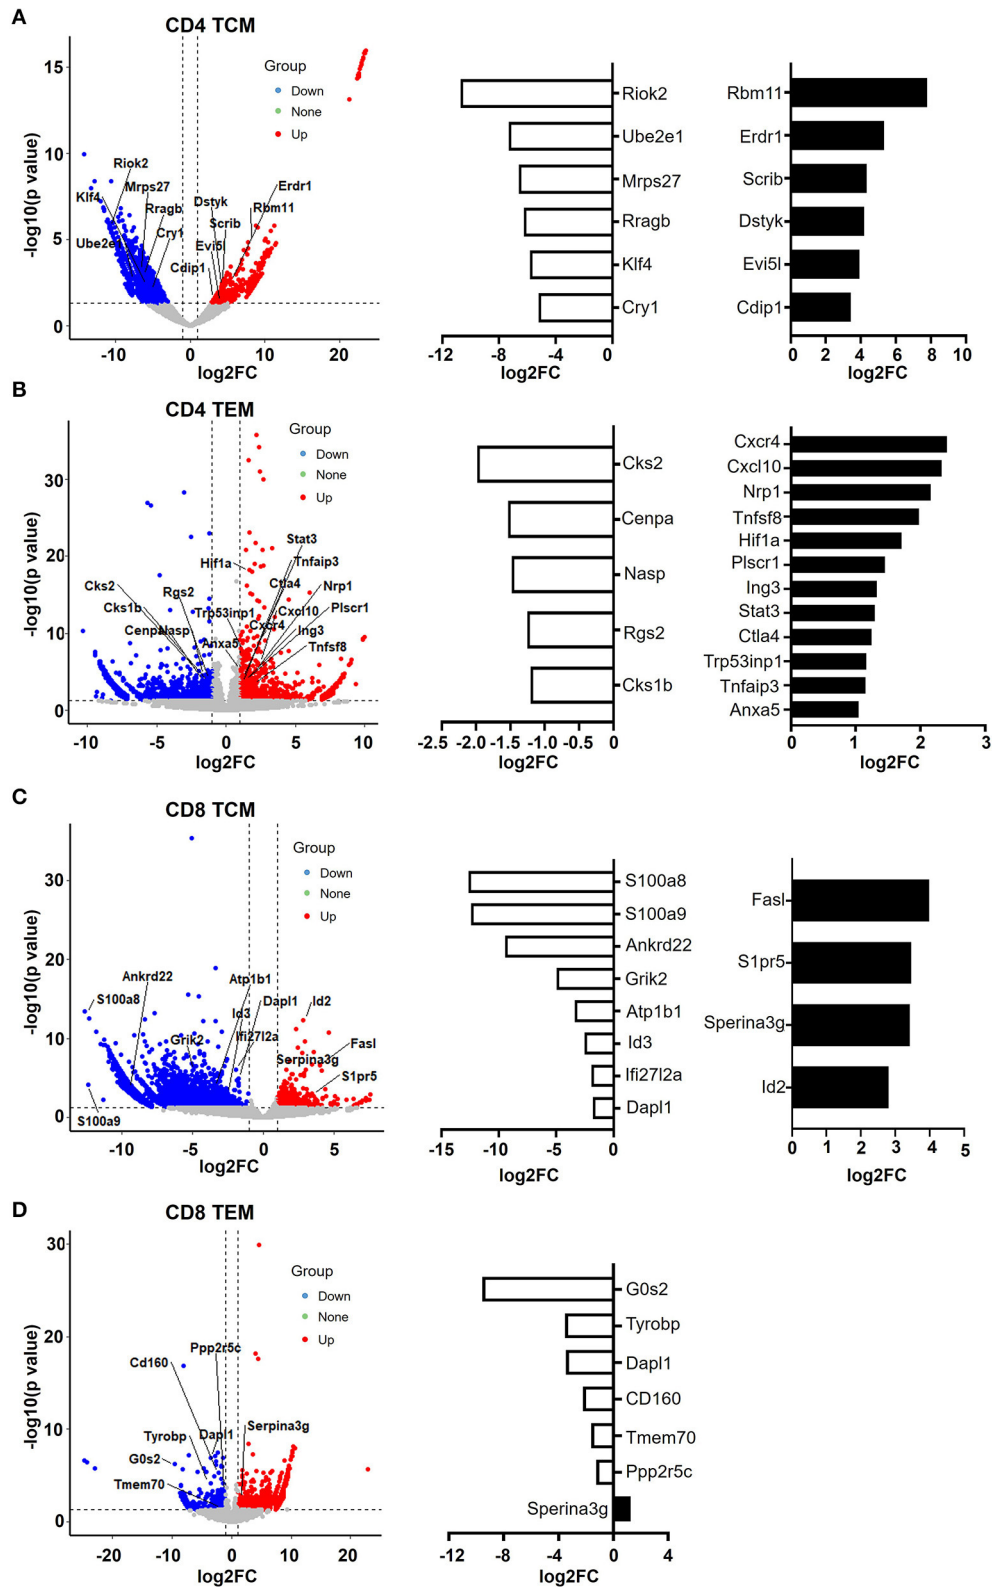 A
CD4 TCM
-log10(p value)
15
10
5
0
Group
Down
None
Up
Riok2
Mrps27
Klf4
Rragb
Cry1
Ube2e1
Dstyk
Erdr1
Rbm11
Scrib
Evi5l
Cdip1
-10
0
10
20
log2FC
Riok2
Ube2e1
Mrps27
Rragb
Klf4
Cry1
-12
-8
-4
0
log2FC
Rbm11
Erdr1
Scrib
Dstyk
Evi5l
Cdip1
0
2
4
6
8
10
log2FC
B
CD4 TEM
-log10(p value)
30
20
10
0
Group
Down
None
Up
Stat3
Hif1a
Tnfaip3
Cks2
Rgs2
Ctla4
Nrp1
Cks1b
Trp53inp1
Cxcl10
Plscr1
Cenpa
Nasp
Cxcr4
Ing3
Anxa5
Tnfsf8
-10
-5
0
5
10
log2FC
Cks2
Cenpa
Nasp
Rgs2
Cks1b
-2.5
-2.0
-1.5
-1.0
-0.5
0
log2FC
Cxcr4
Cxcl10
Nrp1
Tnfsf8
Hif1a
Plscr1
Ing3
Stat3
Ctla4
Trp53inp1
Tnfaip3
Anxa5
0
1
2
3
log2FC
C
CD8 TCM
-log10(p value)
30
20
10
0
Group
Down
None
Up
Ankrd22
Atp1b1
S100a8
Dapl1
Id2
Id3
Grik2
Ifi27l2a
Fasl
Serpina3g
S1pr5
S100a9
-10
-5
0
5
log2FC
S100a8
S100a9
Ankrd22
Grik2
Atp1b1
Id3
Ifi27l2a
Dapl1
-15
-10
-5
0
log2FC
Fasl
S1pr5
Sperina3g
Id2
0
1
2
3
4
5
log2FC
D
CD8 TEM
-log10(p value)
30
20
10
0
Group
Down
None
Up
Ppp2r5c
Cd160
Serpina3g
Tyrobp
Dapl1
G0s2
Tmem70
-20
-10
0
10
20
log2FC
G0s2
Tyrobp
Dapl1
CD160
Tmem70
Ppp2r5c
Sperina3g
-12
-8
-4
0
4
log2FC